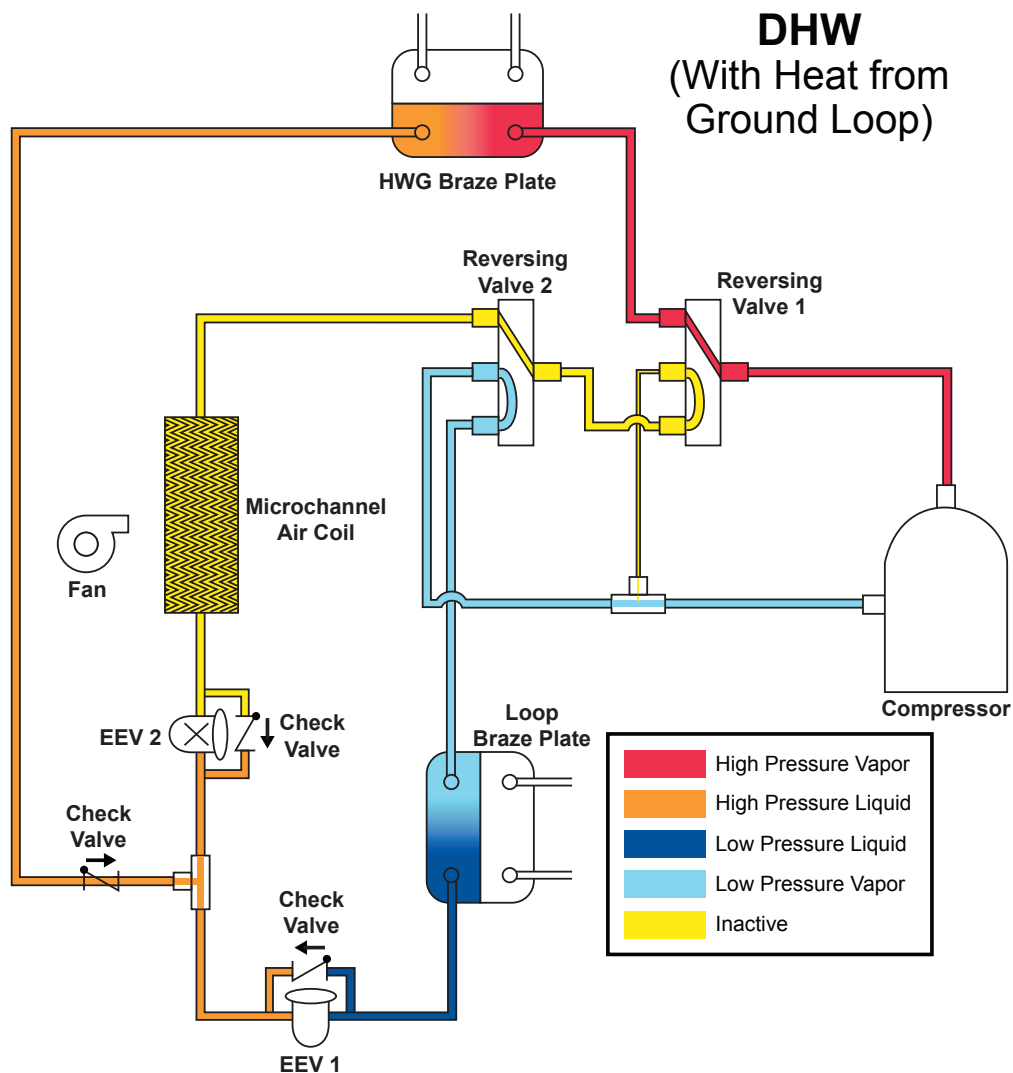 DHW
(With Heat from
Ground Loop)
HWG Braze Plate
Reversing
Valve 2
Reversing
Valve 1
Microchannel
Air Coil
Fan
Compressor
EEV 2
Check
Valve
Loop
Braze Plate
Check
Valve
Check
Valve
EEV 1
High Pressure Vapor
High Pressure Liquid
Low Pressure Liquid
Low Pressure Vapor
Inactive